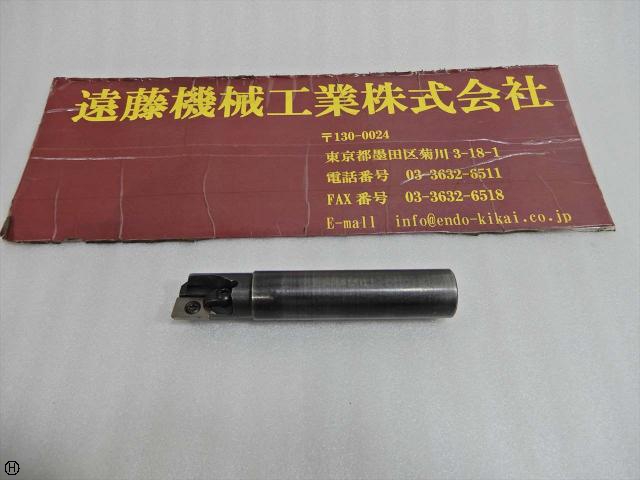 遠藤機械工業株式会社
〒130-0024
東京都墨田区菊川 3-18-1
電話番号 03-3632-6511
FAX 番号 03-3632-6518
E-mail info@endo-kikai.co.jp
H